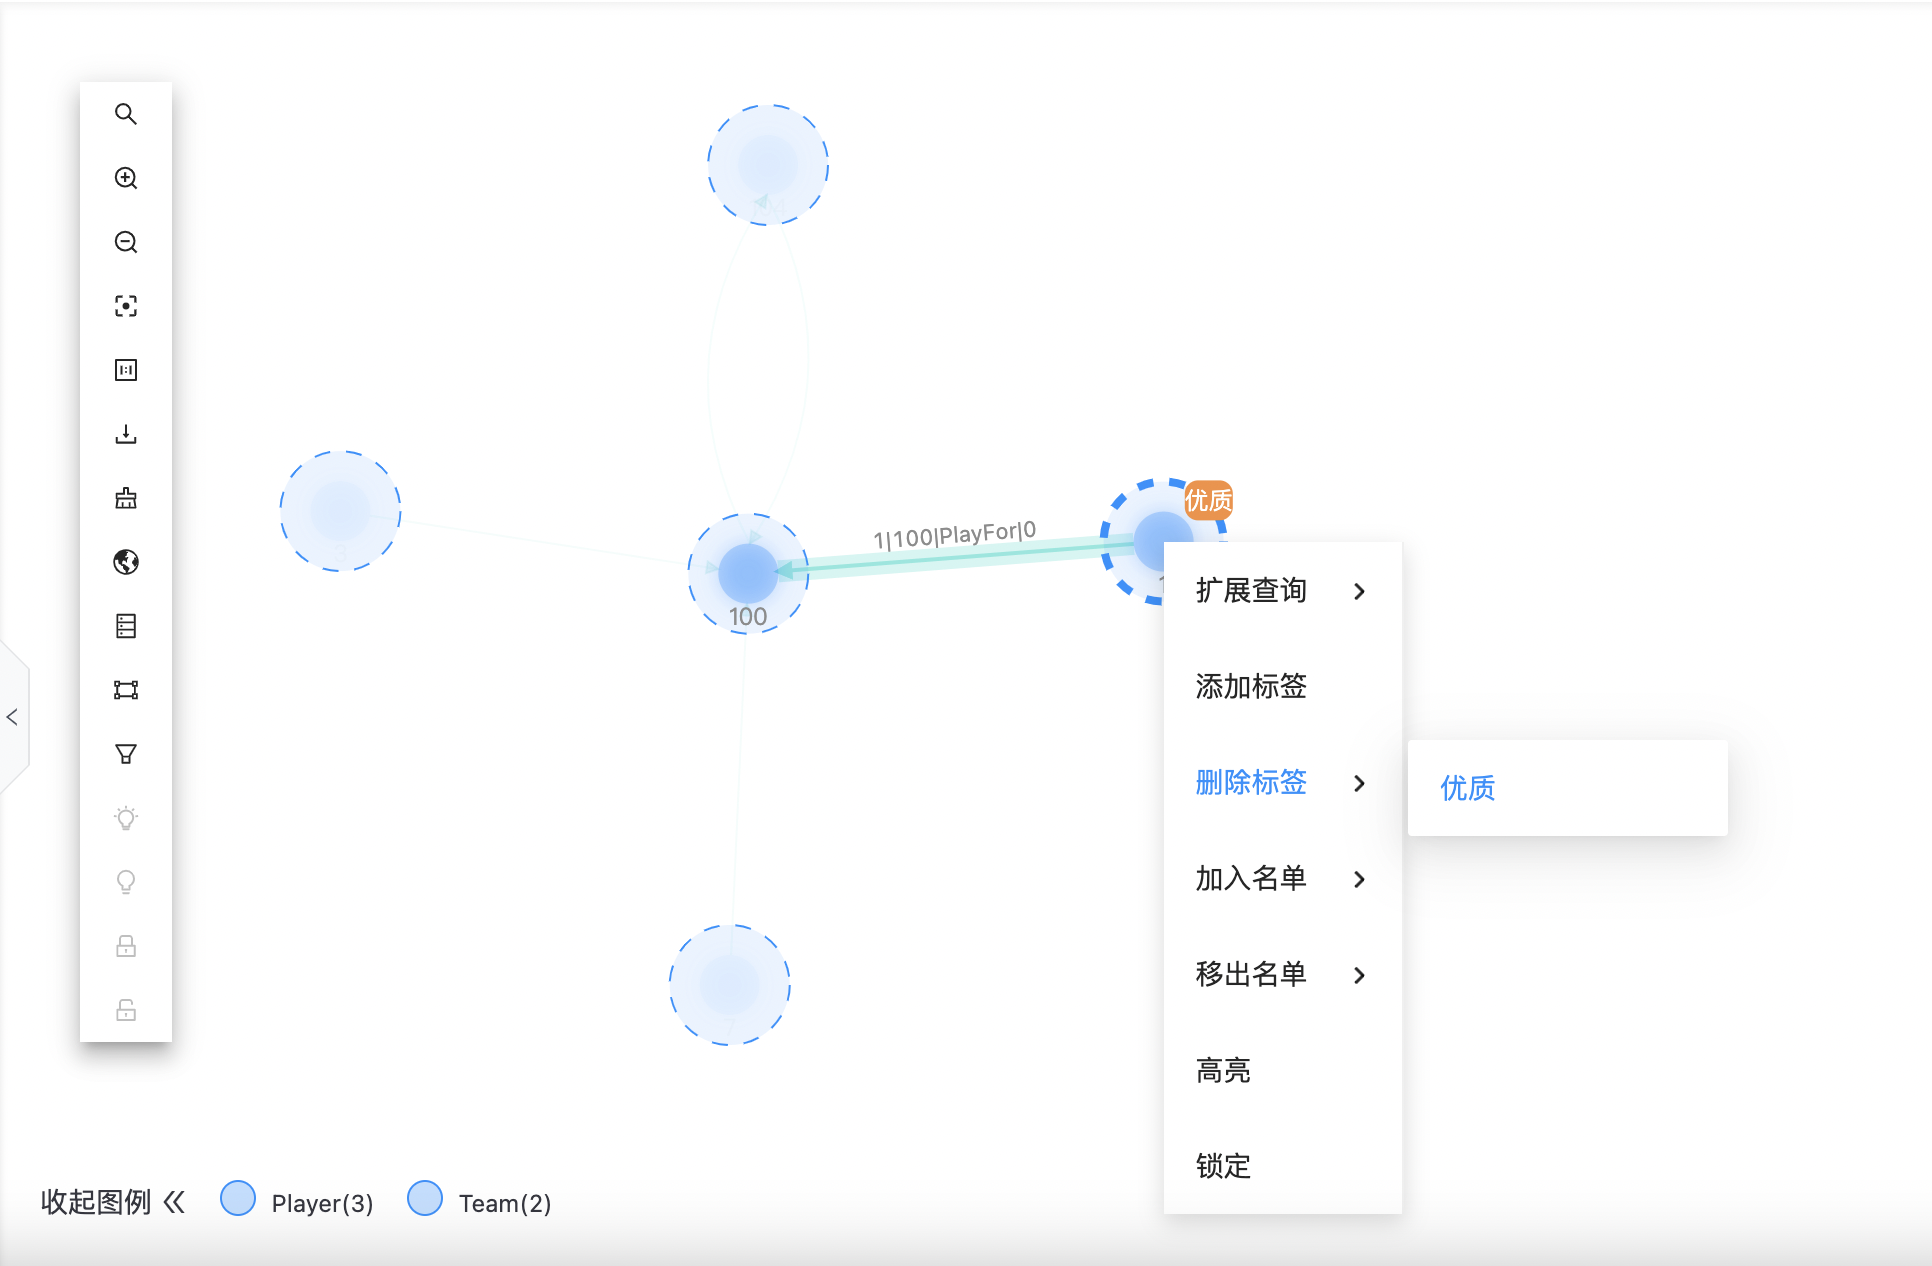 优质
1|100|PlayFor|0
3
100
扩展查询
添加标签
删除标签
优质
加入名单
移出名单
高亮
锁定
7
收起图例
Player(3)
Team(2)